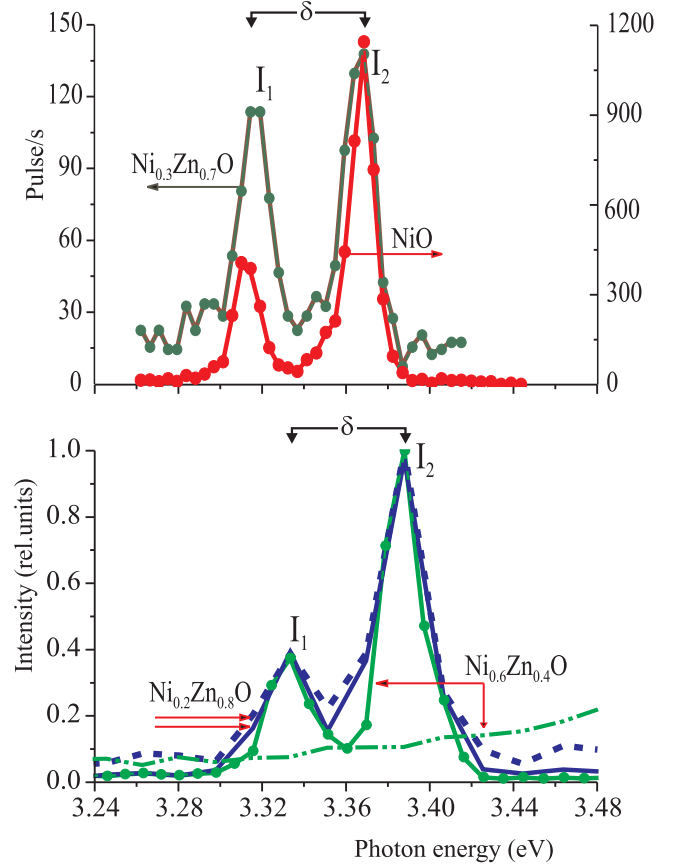 δ
150
1200
I₂
I₁
120
900
Ni₀.₃Zn₀.₇O
90
Pulse/s
600
60
NiO
30
300
0
0
δ
1.0
I₂
0.8
Intensity (rel.units)
0.6
I₁
0.4
Ni₀.₆Zn₀.₄O
Ni₀.₂Zn₀.₈O
0.2
0.0
3.24 3.28 3.32 3.36 3.40 3.44 3.48
Photon energy (eV)